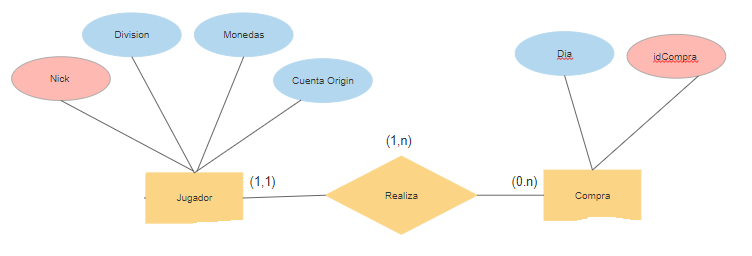 Division
Monedas
Nick
Cuenta Origin
Dia
idCompra
(1,n)
(1,1)
(0.n)
Jugador
Realiza
Compra